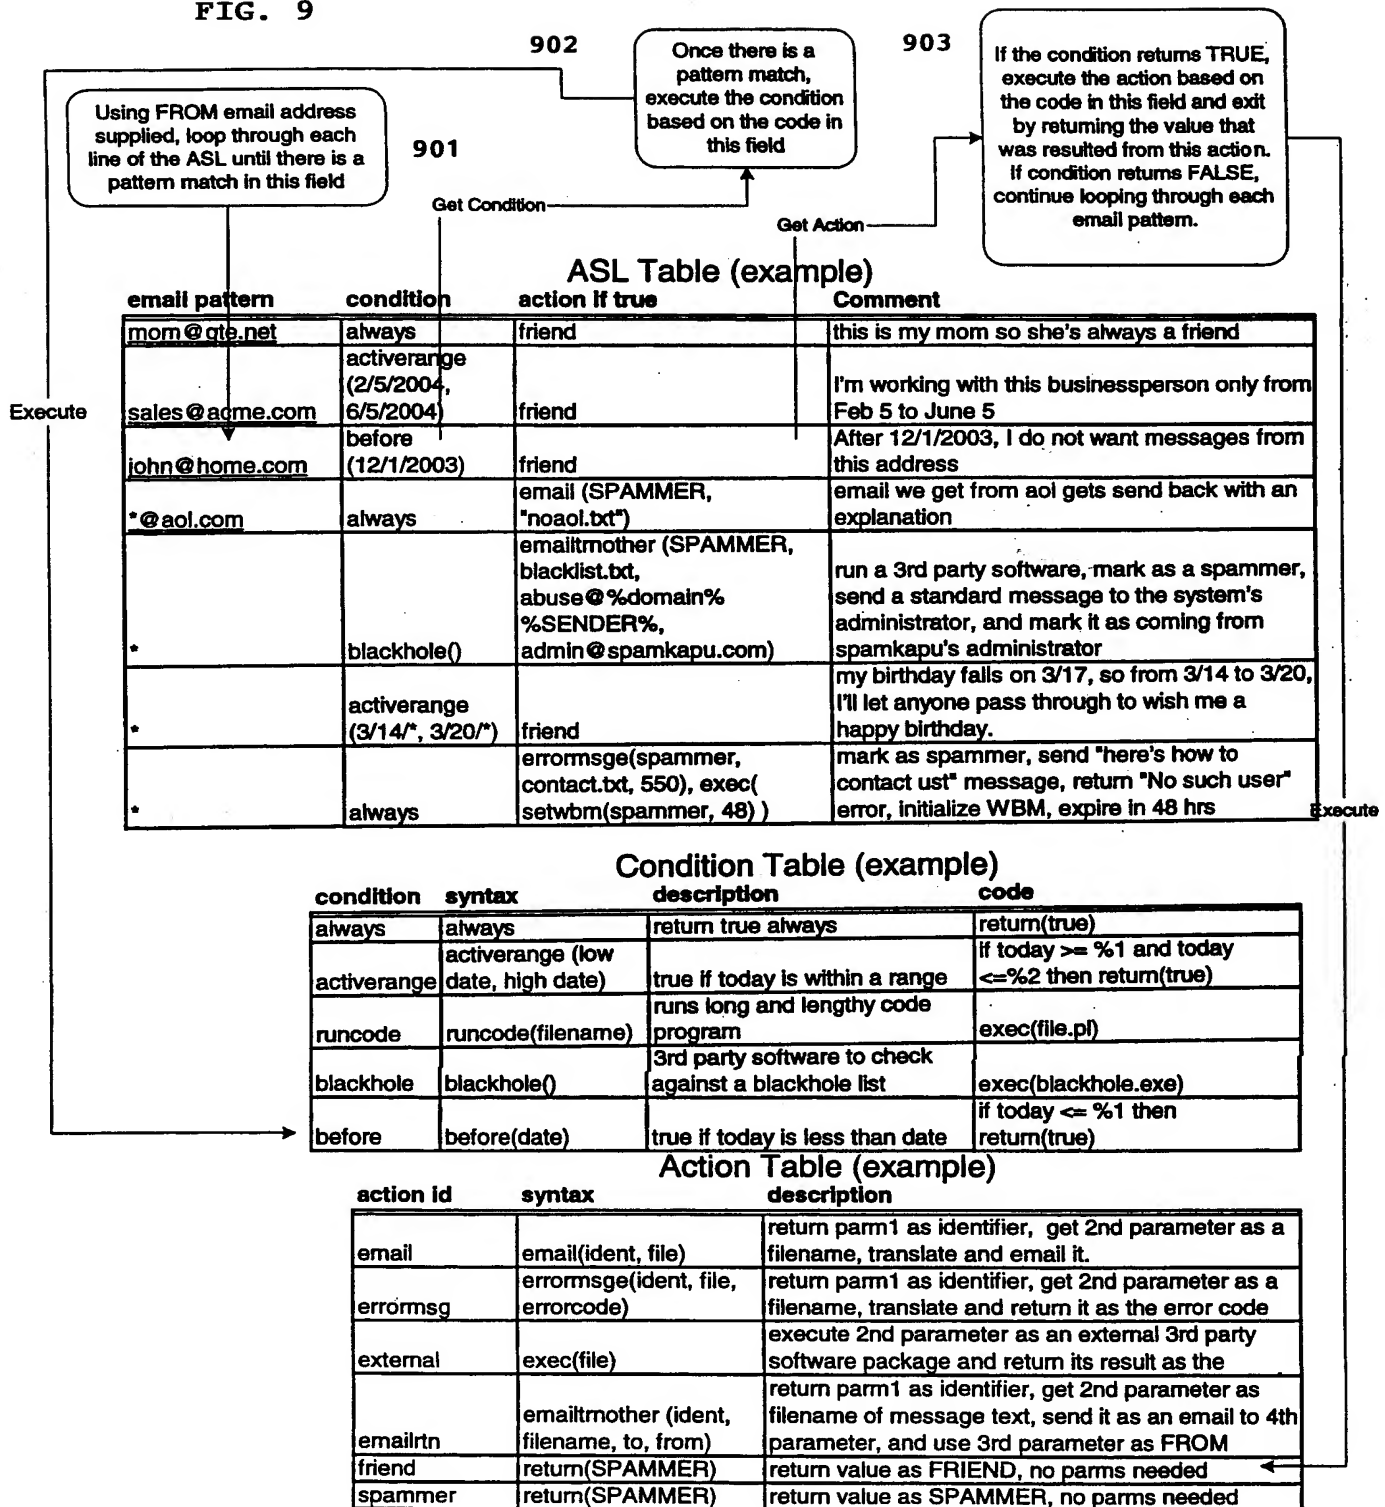 FIG. 9
902
903
Once there is a
pattern match,
execute the condition
based on the code in
this field
If the condition returns TRUE,
execute the action based on
the code in this field and exit
by returning the value that
was resulted from this action.
If condition returns FALSE,
continue looping through each
email pattern.
Using FROM email address
supplied, loop through each
line of the ASL until there is a
pattern match in this field
901
Get Condition
Get Action
ASL Table (example)
email pattern condition action if true Comment
mom@gte.net always friend this is my mom so she's always a friend
activerange
(2/5/2004, I'm working with this businessperson only from
Execute sales@acme.com 6/5/2004) friend Feb 5 to June 5
before After 12/1/2003, I do not want messages from
john@home.com (12/1/2003) friend this address
email (SPAMMER, email we get from aol gets send back with an
*@aol.com always "noaol.txt") explanation
emailtmother (SPAMMER,
blacklist.txt, run a 3rd party software, mark as a spammer,
abuse@%domain% send a standard message to the system's
%SENDER%, administrator, and mark it as coming from
* blackhole() admin@spamkapu.com) spamkapu's administrator
my birthday falls on 3/17, so from 3/14 to 3/20,
activerange I'll let anyone pass through to wish me a
* (3/14/*, 3/20/*) friend happy birthday.
errormsge(spammer, mark as spammer, send "here's how to
contact.txt, 550), exec( contact ust" message, return "No such user"
* always setwbm(spammer, 48) ) error, initialize WBM, expire in 48 hrs Execute
Condition Table (example)
condition syntax description code
always always return true always return(true)
activerange (low if today >= %1 and today
activerange date, high date) true if today is within a range <=%2 then return(true)
runs long and lengthy code
runcode runcode(filename) program exec(file.pl)
3rd party software to check
blackhole blackhole() against a blackhole list exec(blackhole.exe)
if today <= %1 then
before before(date) true if today is less than date return(true)
Action Table (example)
action id syntax description
return parm1 as identifier, get 2nd parameter as a
email email(ident, file) filename, translate and email it.
errormsge(ident, file, return parm1 as identifier, get 2nd parameter as a
errormsg errorcode) filename, translate and return it as the error code
execute 2nd parameter as an external 3rd party
external exec(file) software package and return its result as the
return parm1 as identifier, get 2nd parameter as
emailtmother (ident, filename of message text, send it as an email to 4th
emailrtn filename, to, from) parameter, and use 3rd parameter as FROM
friend return(SPAMMER) return value as FRIEND, no parms needed
spammer return(SPAMMER) return value as SPAMMER, no parms needed